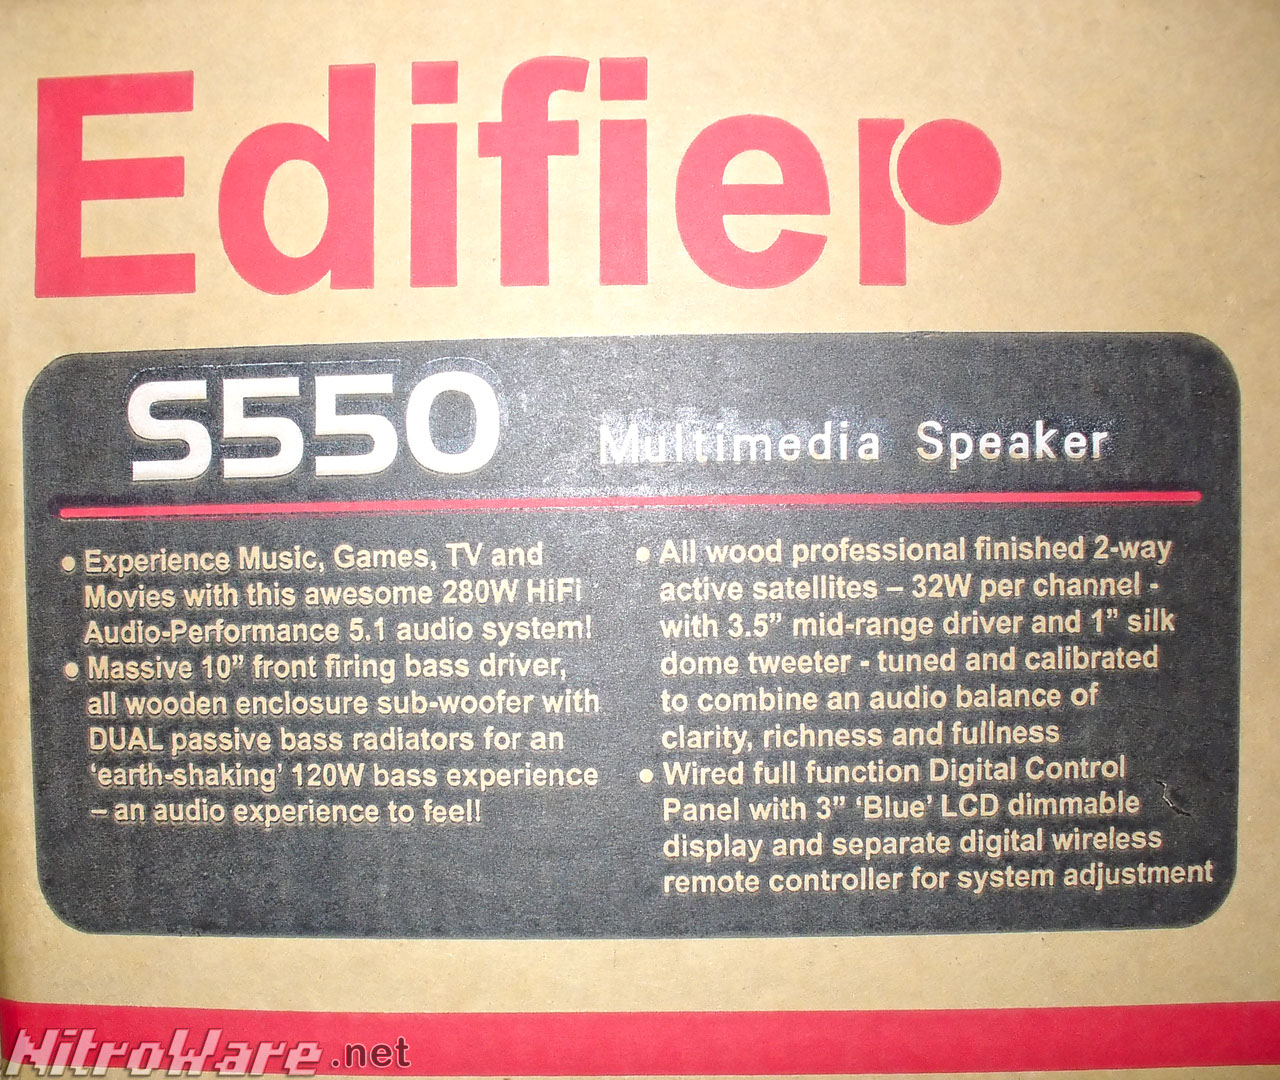 Edifier
S550 Multimedia Speaker
● Experience Music, Games, TV and
Movies with this awesome 280W HiFi
Audio-Performance 5.1 audio system!
● Massive 10” front firing bass driver,
all wooden enclosure sub-woofer with
DUAL passive bass radiators for an
‘earth-shaking’ 120W bass experience
– an audio experience to feel!
● All wood professional finished 2-way
active satellites – 32W per channel -
with 3.5” mid-range driver and 1” silk
dome tweeter - tuned and calibrated
to combine an audio balance of
clarity, richness and fullness
● Wired full function Digital Control
Panel with 3” ‘Blue’ LCD dimmable
display and separate digital wireless
remote controller for system adjustment
NitroWare.net